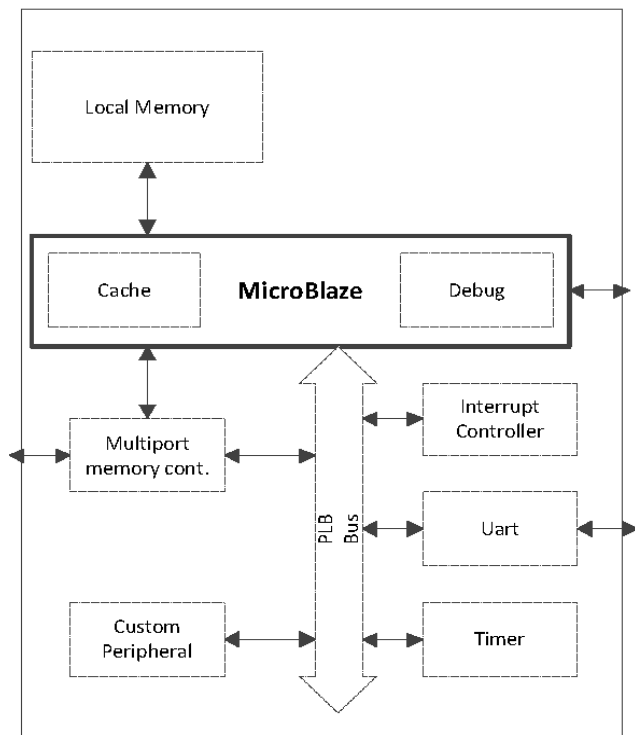 Local Memory
Cache
MicroBlaze
Debug
Multiport
memory cont.
Interrupt
Controller
PLB
Bus
Uart
Custom
Peripheral
Timer